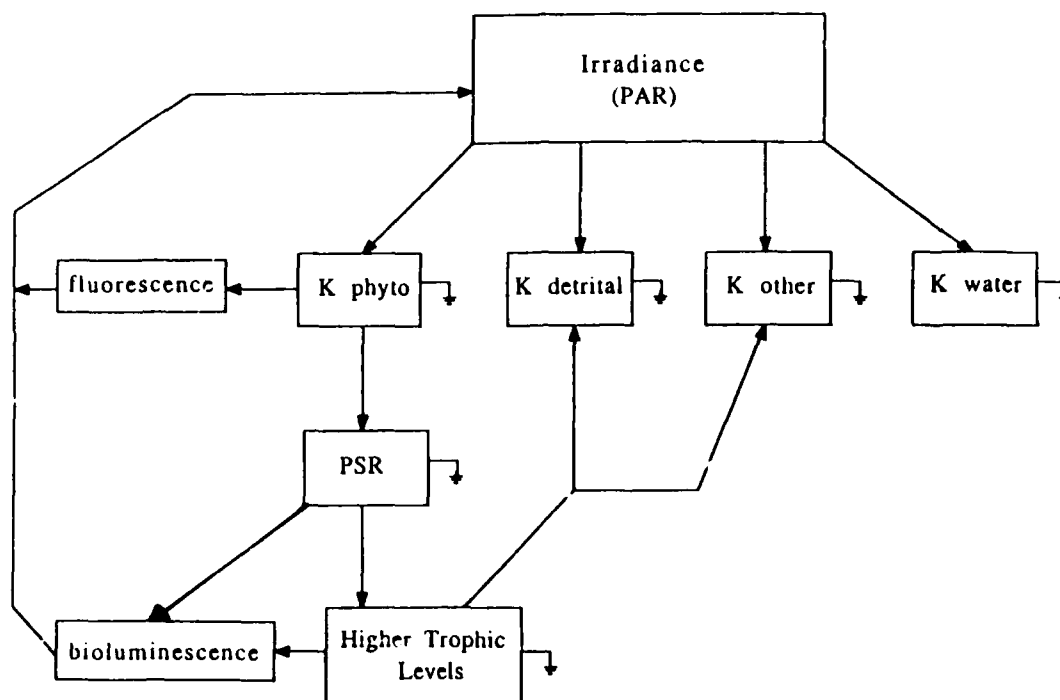 Irradiance
(PAR)
fluorescence
K phyto
K detrital
K other
K water
PSR
bioluminescence
Higher Trophic
Levels